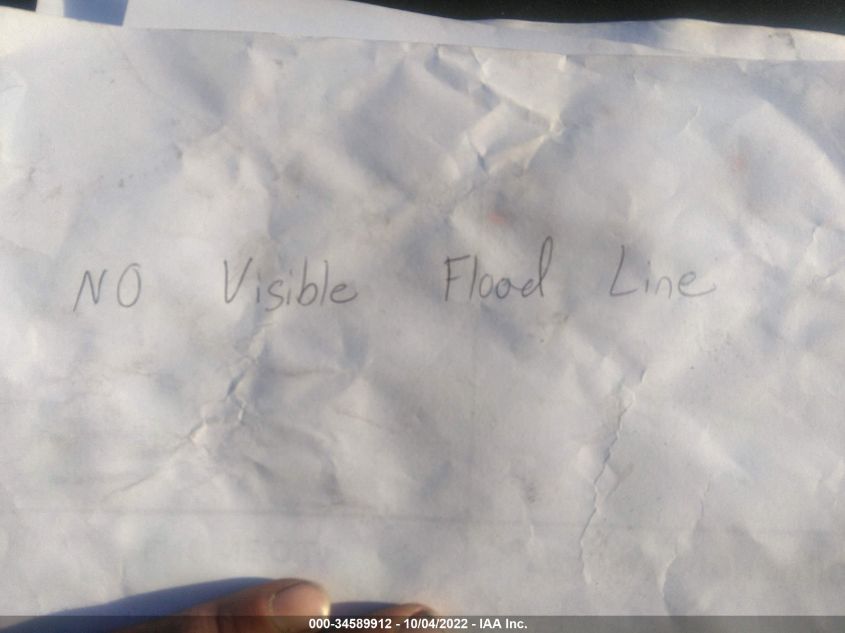 NO Visible Flood Line
000-34589912 - 10/04/2022 - IAA Inc.